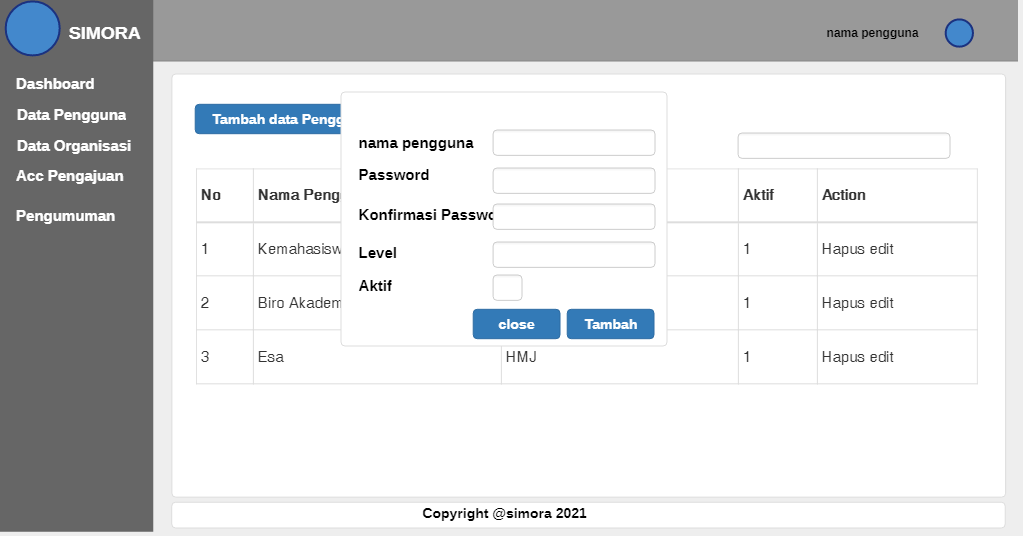 SIMORA
nama pengguna
Dashboard
Data Pengguna
Data Organisasi
Acc Pengajuan
Pengumuman
Tambah data Pengg
nama pengguna
Password
Konfirmasi Passwo
Level
Aktif
close Tambah
No Nama Peng Aktif Action
1 Kemahasisw 1 Hapus edit
2 Biro Akadem 1 Hapus edit
3 Esa HMJ 1 Hapus edit
Copyright @simora 2021